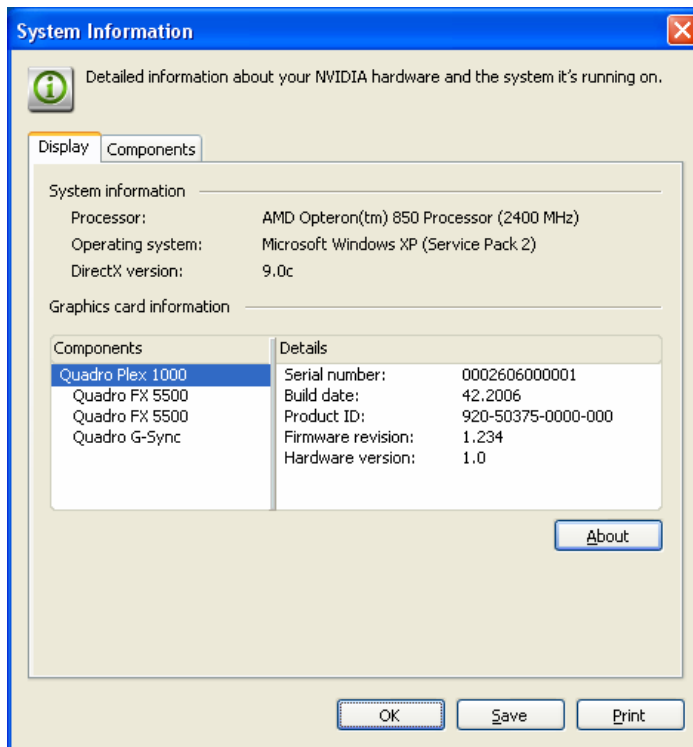 System Information
Detailed information about your NVIDIA hardware and the system it's running on.
Display Components
System information
Processor: AMD Opteron(tm) 850 Processor (2400 MHz)
Operating system: Microsoft Windows XP (Service Pack 2)
DirectX version: 9.0c
Graphics card information
Components Details
Quadro Plex 1000 Serial number: 0002606000001
Quadro FX 5500 Build date: 42.2006
Quadro FX 5500 Product ID: 920-50375-0000-000
Quadro G-Sync Firmware revision: 1.234
Hardware version: 1.0
About
OK Save Print